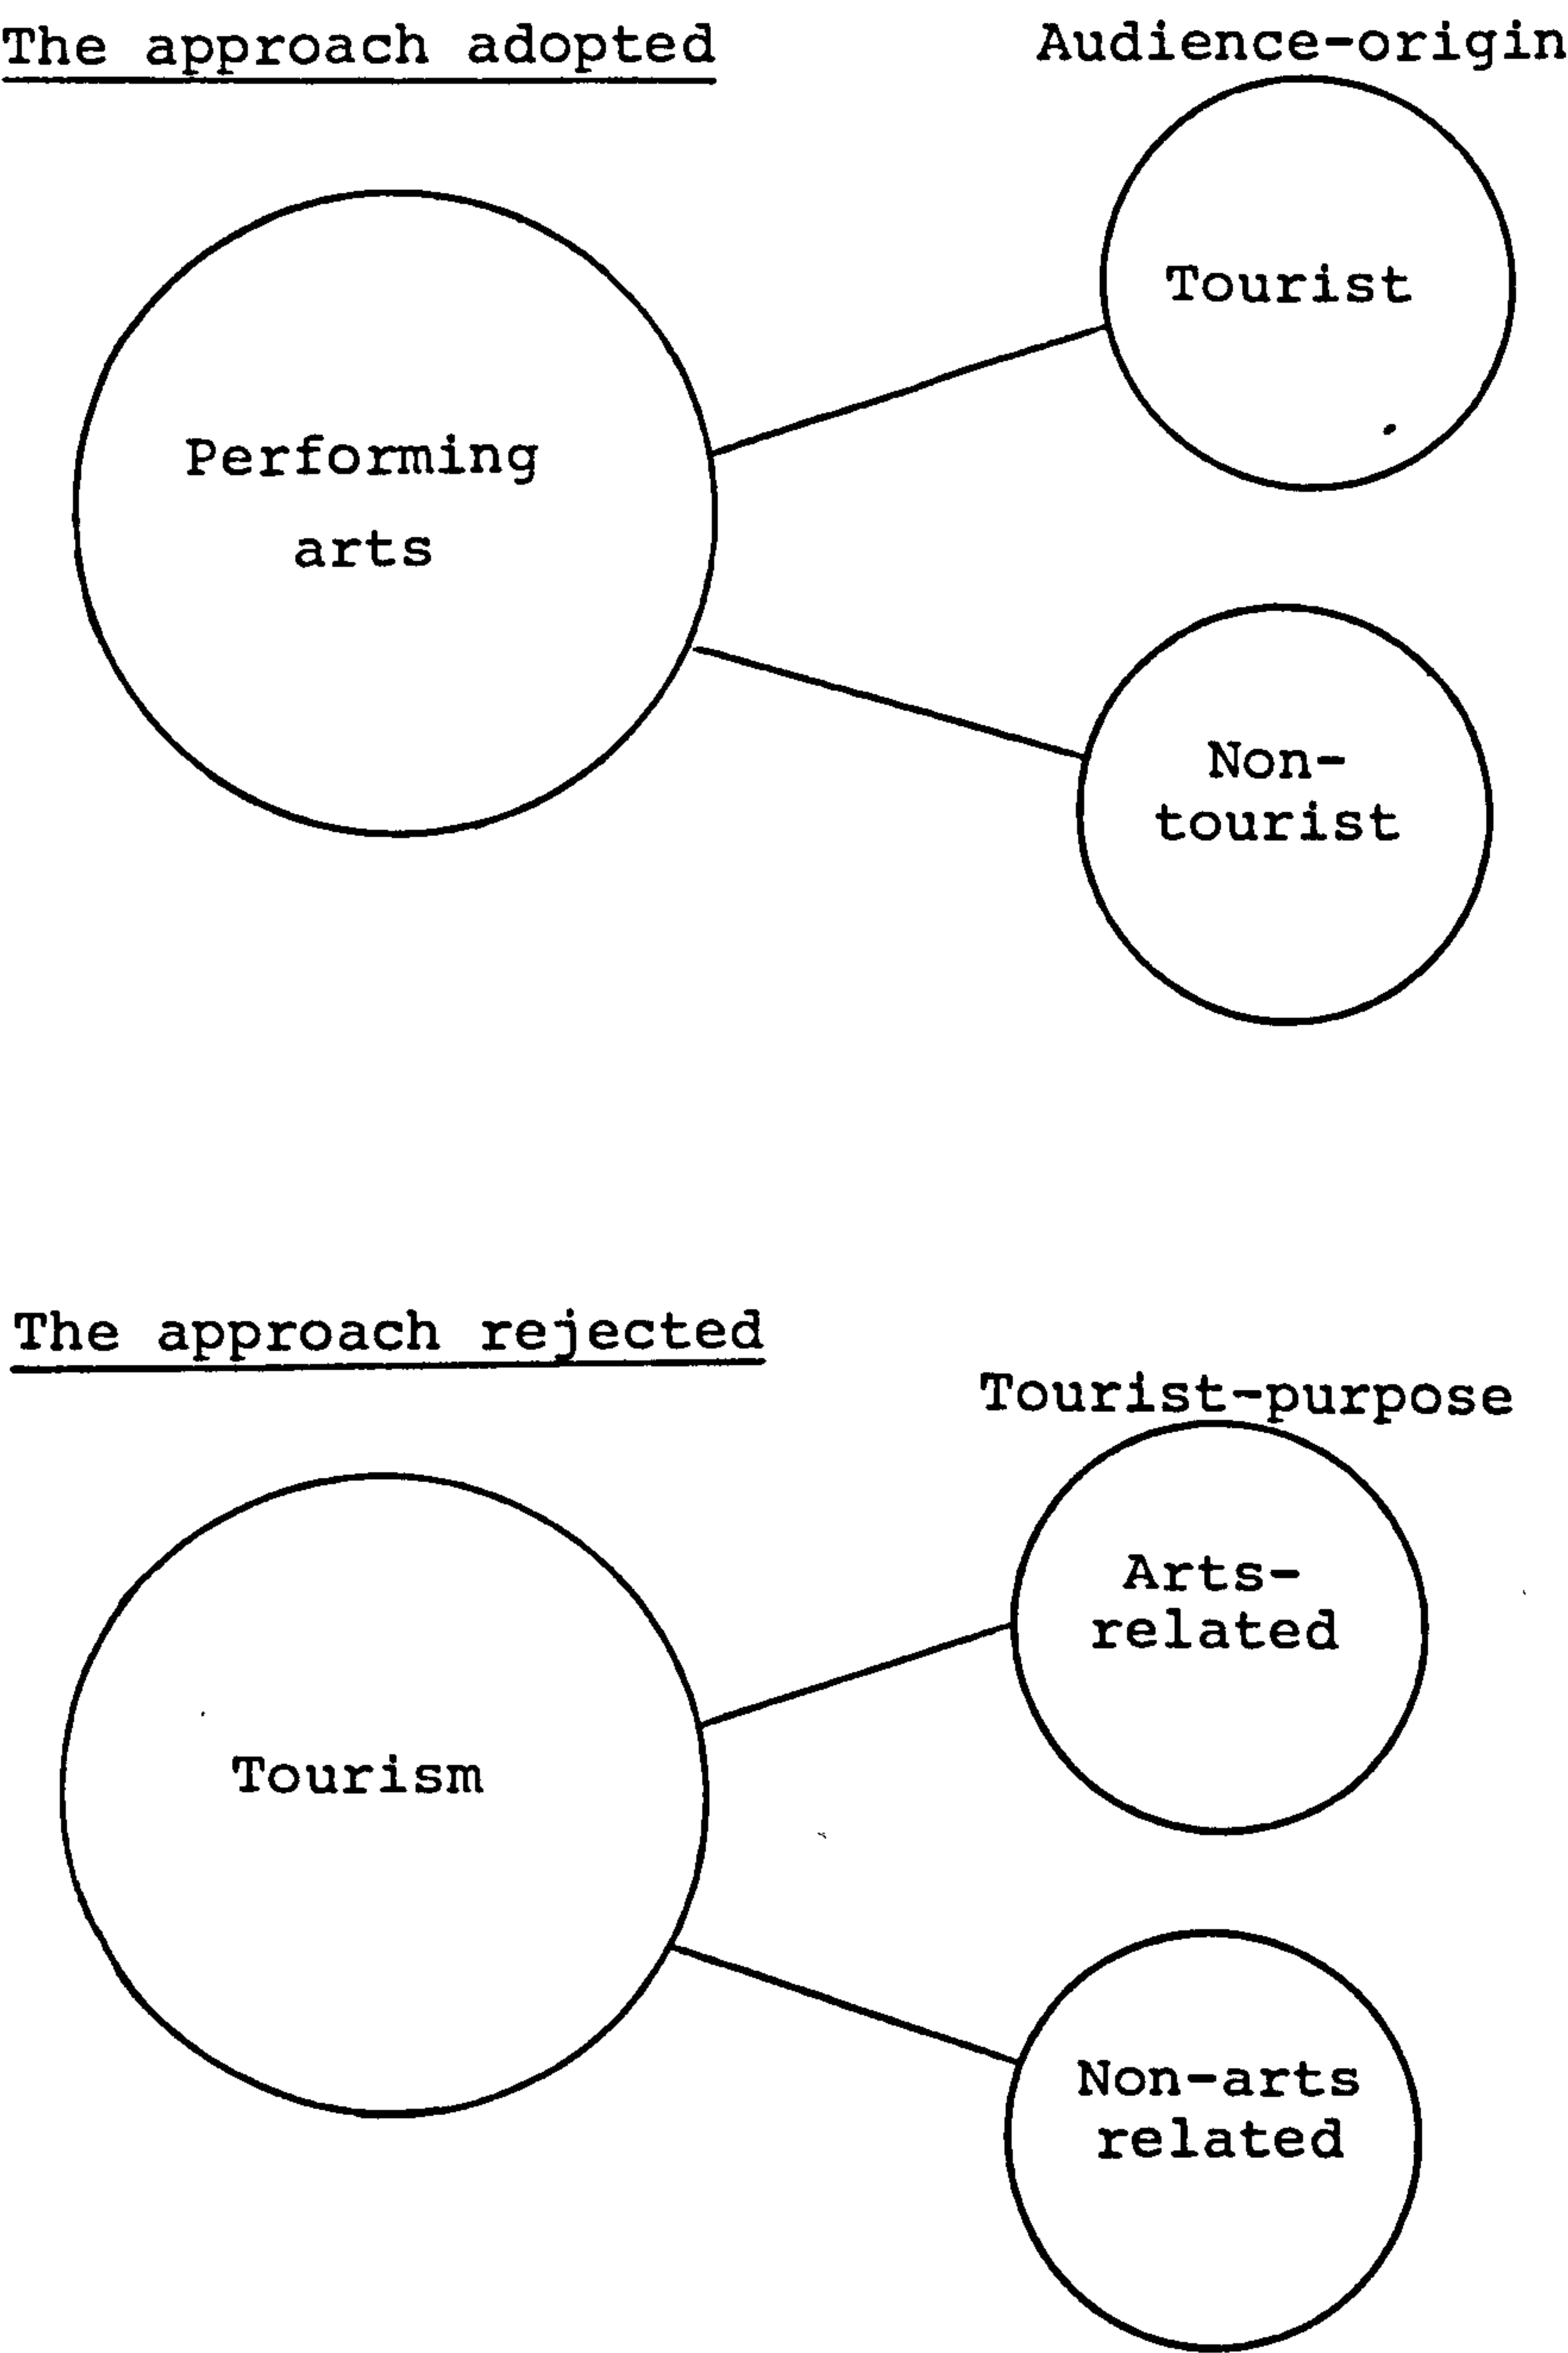 The approach adopted
Audience-origin
Tourist
Performing
arts
Non-
tourist
The approach rejected
Tourist-purpose
Arts-
related
Tourism
Non-arts
related